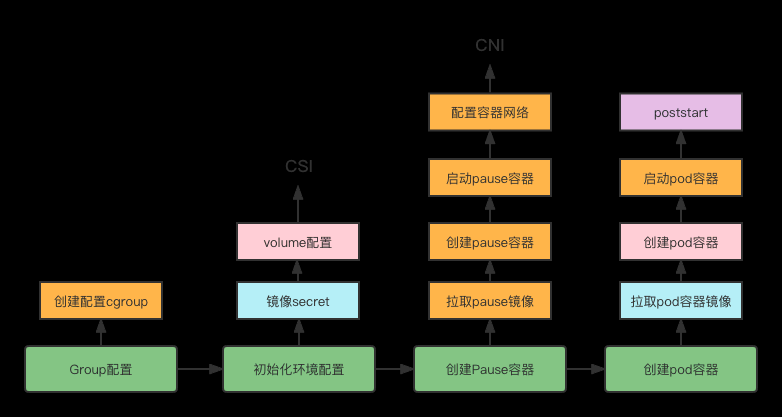 CNI
配置容器网络
poststart
CSI
启动pause容器
启动pod容器
volume配置
创建pause容器
创建pod容器
创建配置cgroup
镜像secret
拉取pause镜像
拉取pod容器镜像
Group配置
初始化环境配置
创建Pause容器
创建pod容器